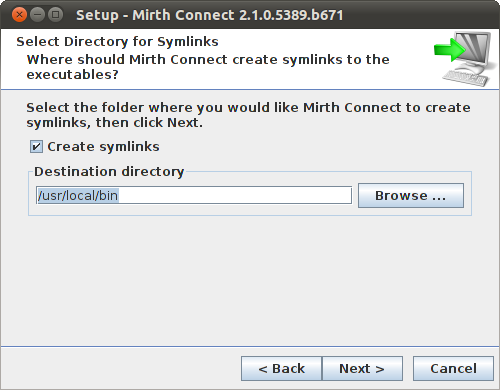 Setup - Mirth Connect 2.1.0.5389.b671
Select Directory for Symlinks
Where should Mirth Connect create symlinks to the
executables?
Select the folder where you would like Mirth Connect to create
symlinks, then click Next.
Create symlinks
Destination directory
/usr/local/bin
Browse ...
< Back
Next >
Cancel